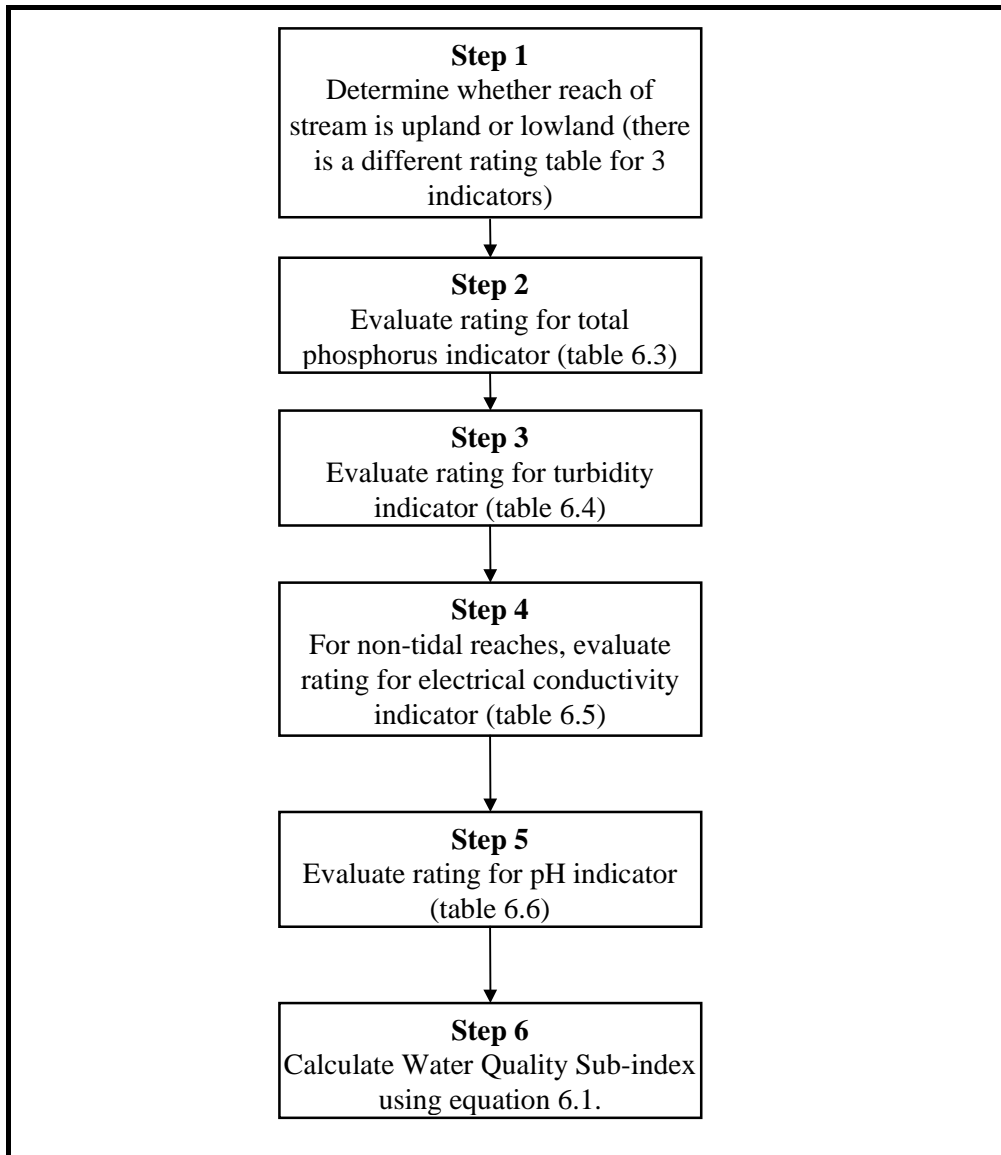 Step 1
Determine whether reach of
stream is upland or lowland (there
is a different rating table for 3
indicators)
Step 2
Evaluate rating for total
phosphorus indicator (table 6.3)
Step 3
Evaluate rating for turbidity
indicator (table 6.4)
Step 4
For non-tidal reaches, evaluate
rating for electrical conductivity
indicator (table 6.5)
Step 5
Evaluate rating for pH indicator
(table 6.6)
Step 6
Calculate Water Quality Sub-index
using equation 6.1.